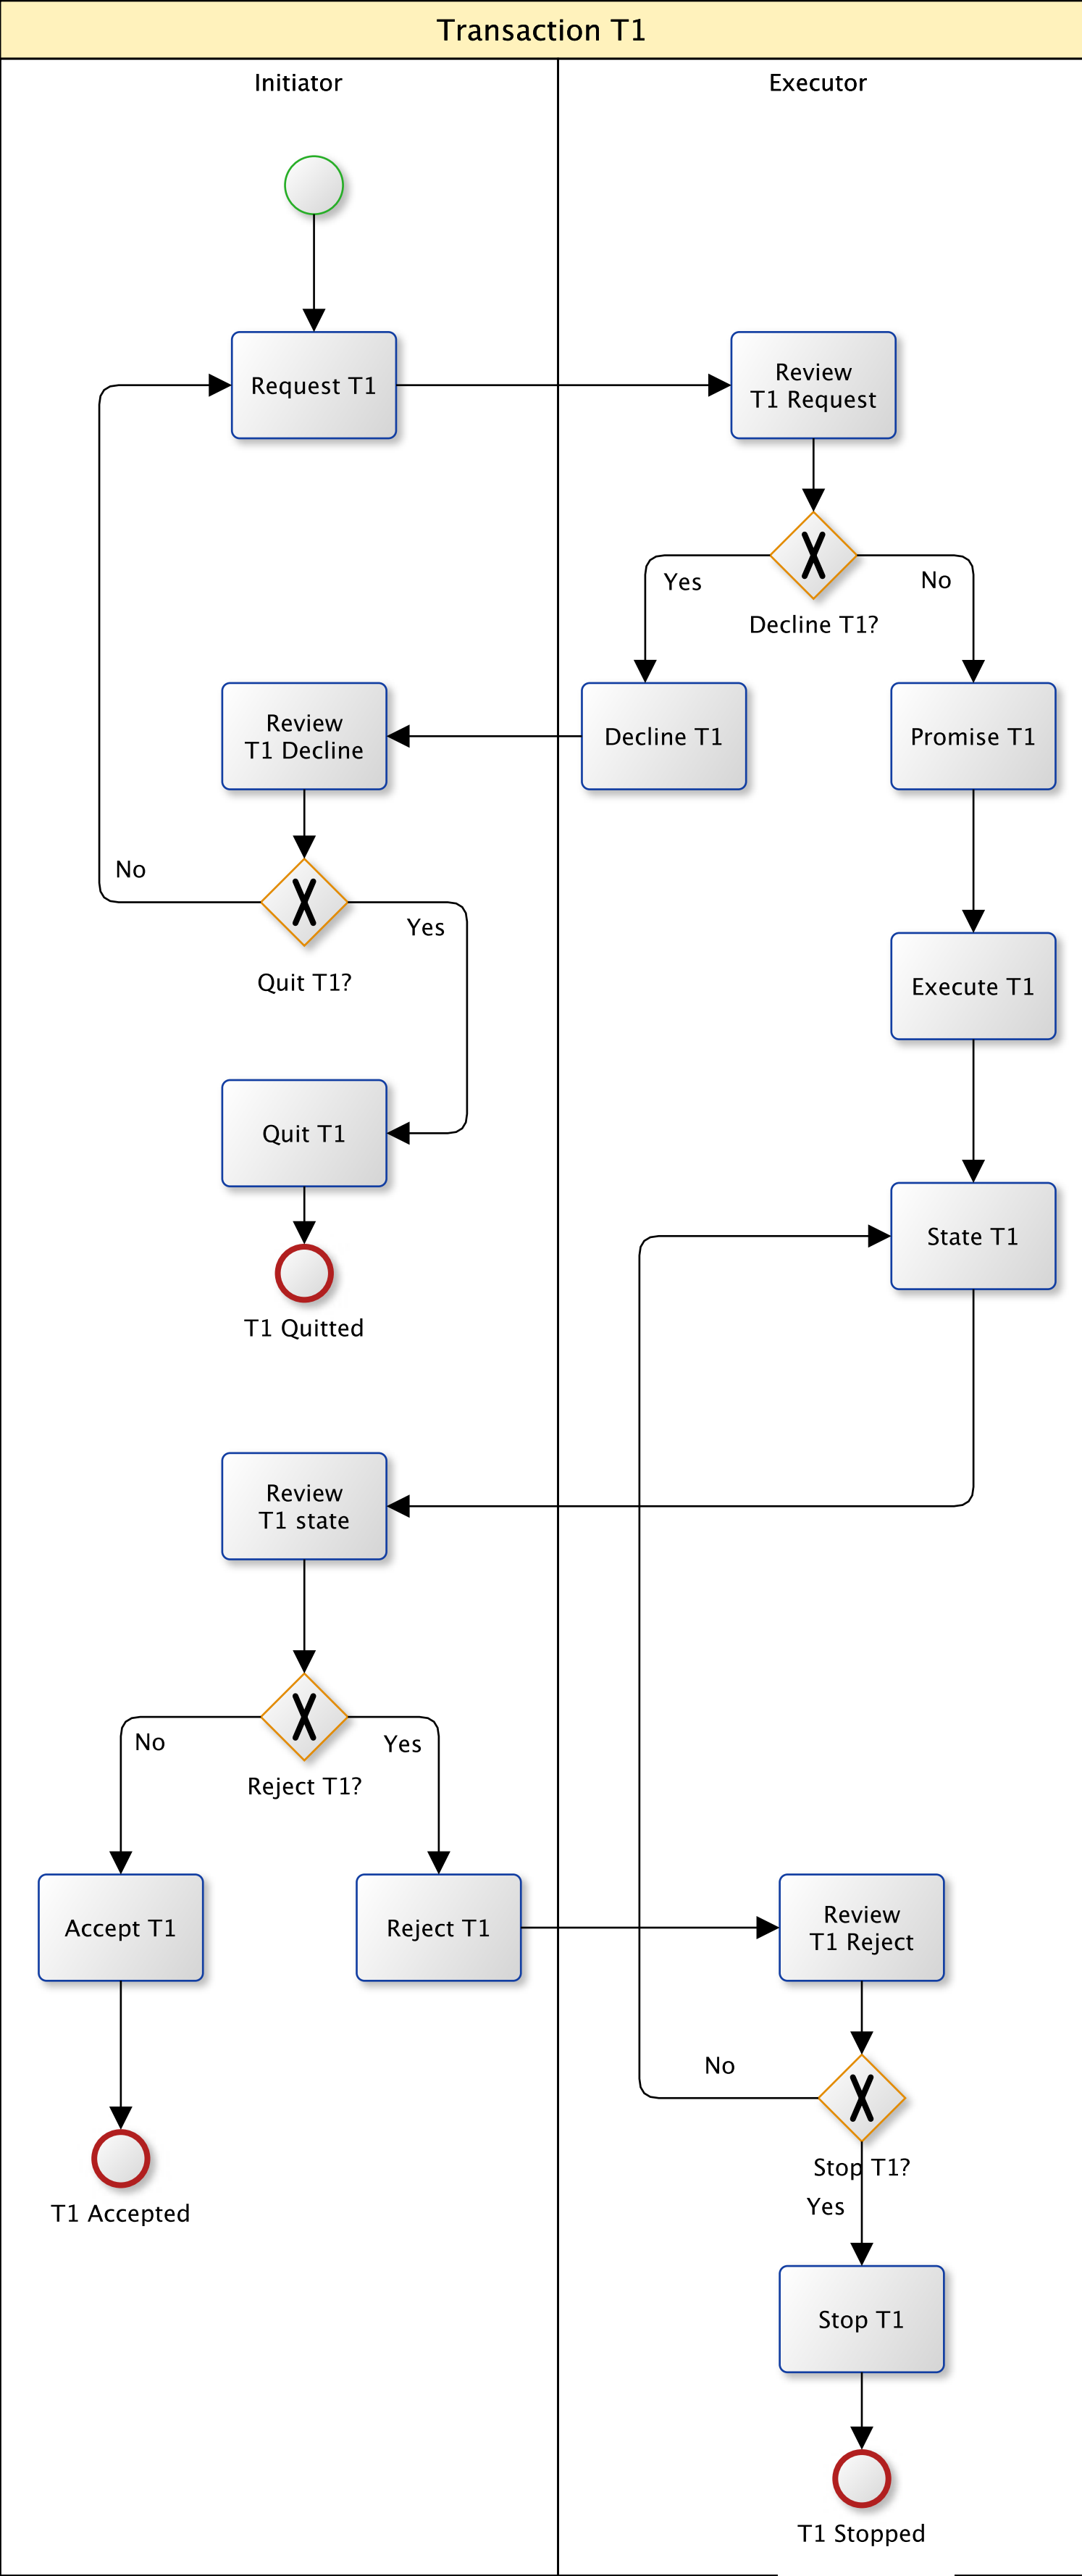 Transaction T1
Initiator
Executor
Request T1
Review
T1 Request
Yes
No
Decline T1?
Review
T1 Decline
Decline T1
Promise T1
No
Yes
Quit T1?
Execute T1
Quit T1
State T1
T1 Quitted
Review
T1 state
No
Yes
Reject T1?
Accept T1
Reject T1
Review
T1 Reject
No
Stop T1?
Yes
T1 Accepted
Stop T1
T1 Stopped